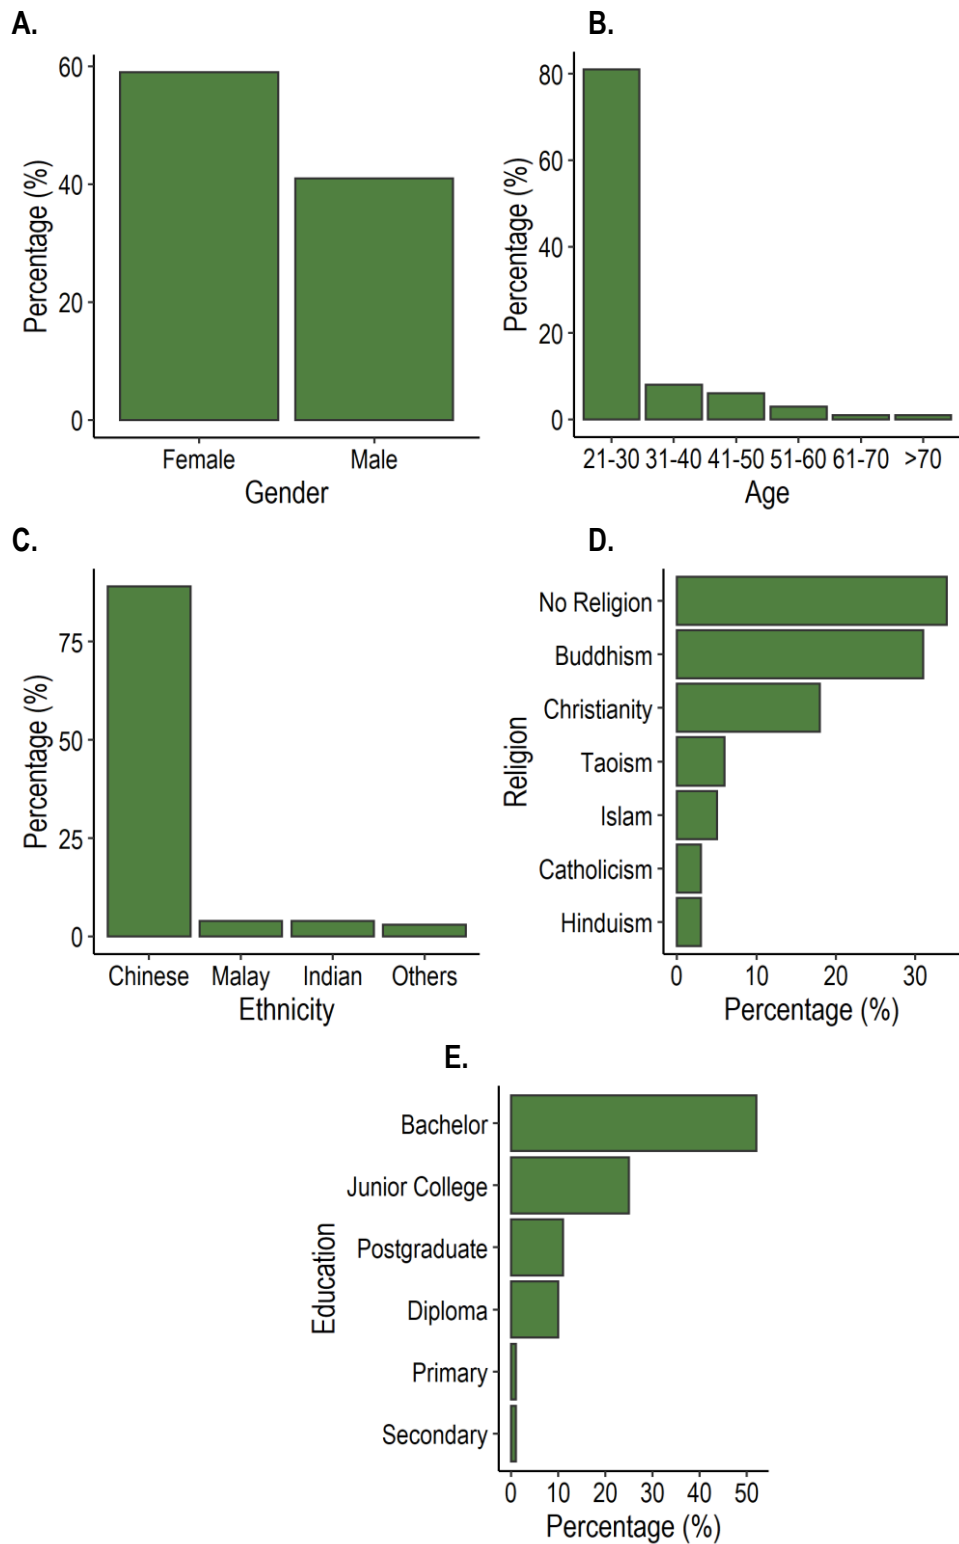 A.
60
40
20
0
Percentage (%)
Female Male
Gender
B.
80
60
40
20
0
Percentage (%)
21-30 31-40 41-50 51-60 61-70 >70
Age
C.
75
50
25
0
Percentage (%)
Chinese Malay Indian Others
Ethnicity
D.
No Religion
Buddhism
Christianity
Taoism
Islam
Catholicism
Hinduism
Religion
0 10 20 30
Percentage (%)
E.
Bachelor
Junior College
Postgraduate
Diploma
Primary
Secondary
Education
0 10 20 30 40 50
Percentage (%)